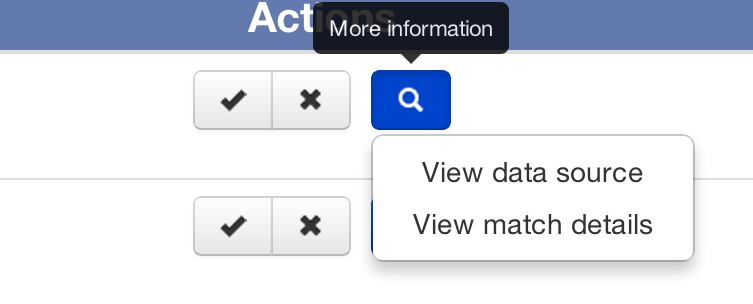 Actions
More information
View data source
View match details